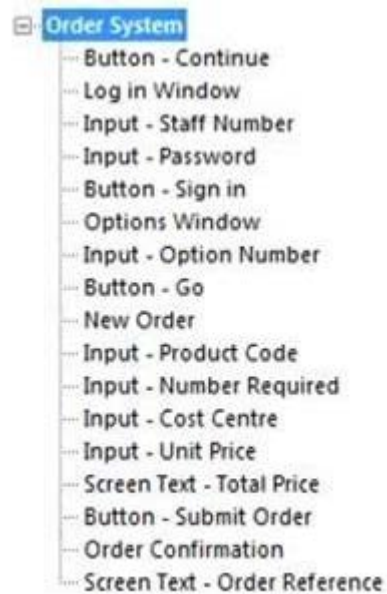 Order System
Button - Continue
Log in Window
Input - Staff Number
Input - Password
Button - Sign in
Options Window
Input - Option Number
Button - Go
New Order
Input - Product Code
Input - Number Required
Input - Cost Centre
Input - Unit Price
Screen Text - Total Price
Button - Submit Order
Order Confirmation
Screen Text - Order Reference